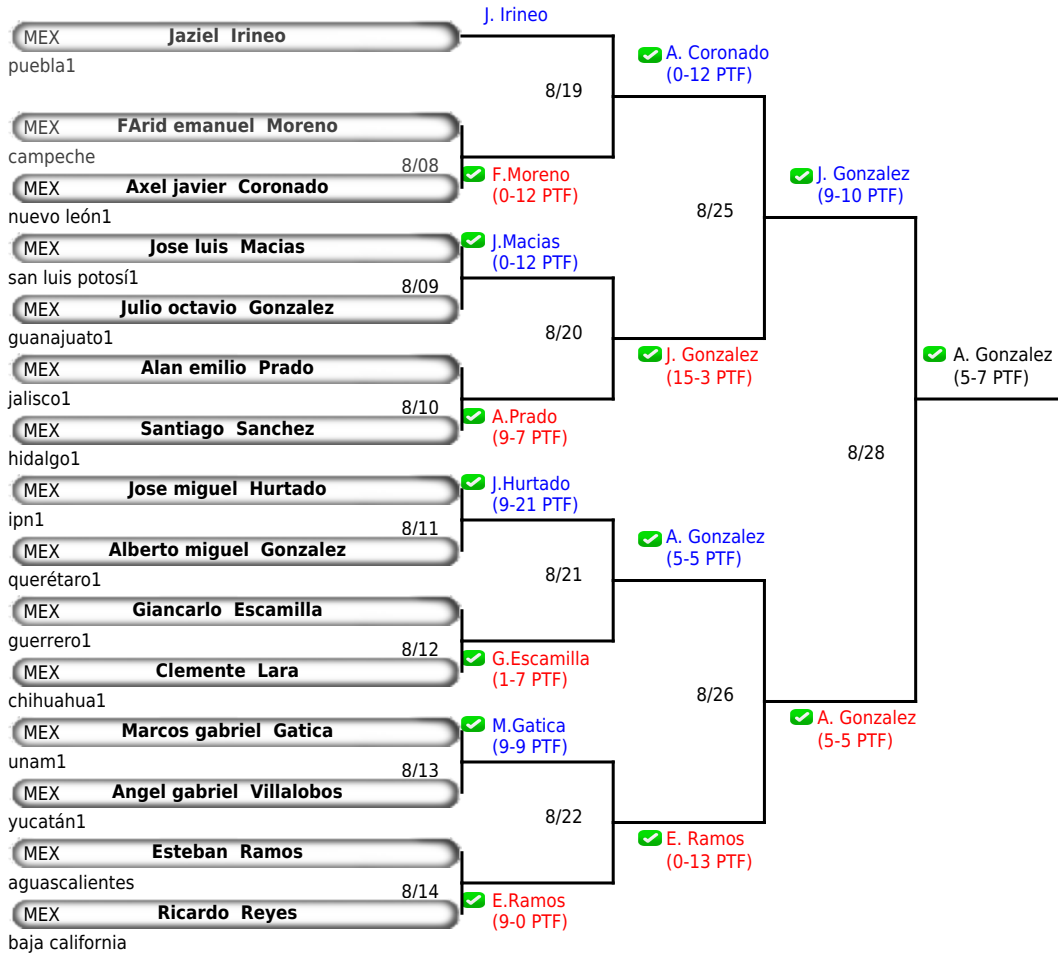 J. Irineo
MEX Jaziel Irineo
puebla1
A. Coronado
(0-12 PTF)
8/19
MEX FArid emanuel Moreno
campeche
8/08
F.Moreno
(0-12 PTF)
MEX Axel javier Coronado
nuevo león1
J. Gonzalez
(9-10 PTF)
8/25
MEX Jose luis Macias
J.Macias
(0-12 PTF)
san luis potosí1
8/09
MEX Julio octavio Gonzalez
guanajuato1
8/20
J. Gonzalez
(15-3 PTF)
A. Gonzalez
(5-7 PTF)
MEX Alan emilio Prado
jalisco1
8/10
A.Prado
(9-7 PTF)
MEX Santiago Sanchez
hidalgo1
8/28
MEX Jose miguel Hurtado
J.Hurtado
(9-21 PTF)
ipn1
8/11
A. Gonzalez
(5-5 PTF)
MEX Alberto miguel Gonzalez
querétaro1
8/21
MEX Giancarlo Escamilla
guerrero1
8/12
G.Escamilla
(1-7 PTF)
MEX Clemente Lara
chihuahua1
8/26
A. Gonzalez
(5-5 PTF)
MEX Marcos gabriel Gatica
M.Gatica
(9-9 PTF)
unam1
8/13
MEX Angel gabriel Villalobos
yucatán1
8/22
E. Ramos
(0-13 PTF)
MEX Esteban Ramos
aguascalientes
8/14
E.Ramos
(9-0 PTF)
MEX Ricardo Reyes
baja california